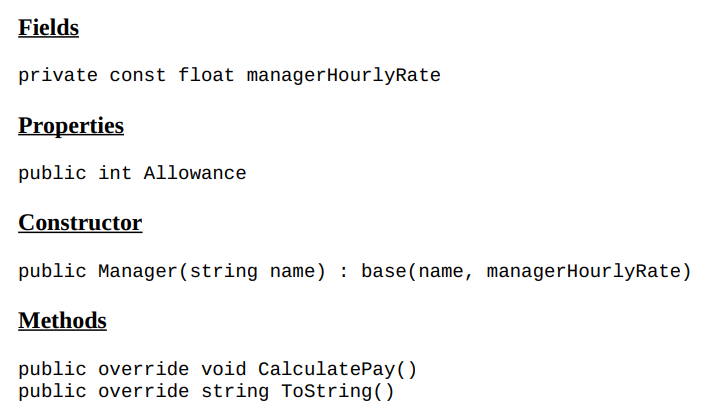 Fields
private const float managerHourlyRate
Properties
public int Allowance
Constructor
public Manager(string name) : base(name, managerHourlyRate)
Methods
public override void CalculatePay()
public override string ToString()